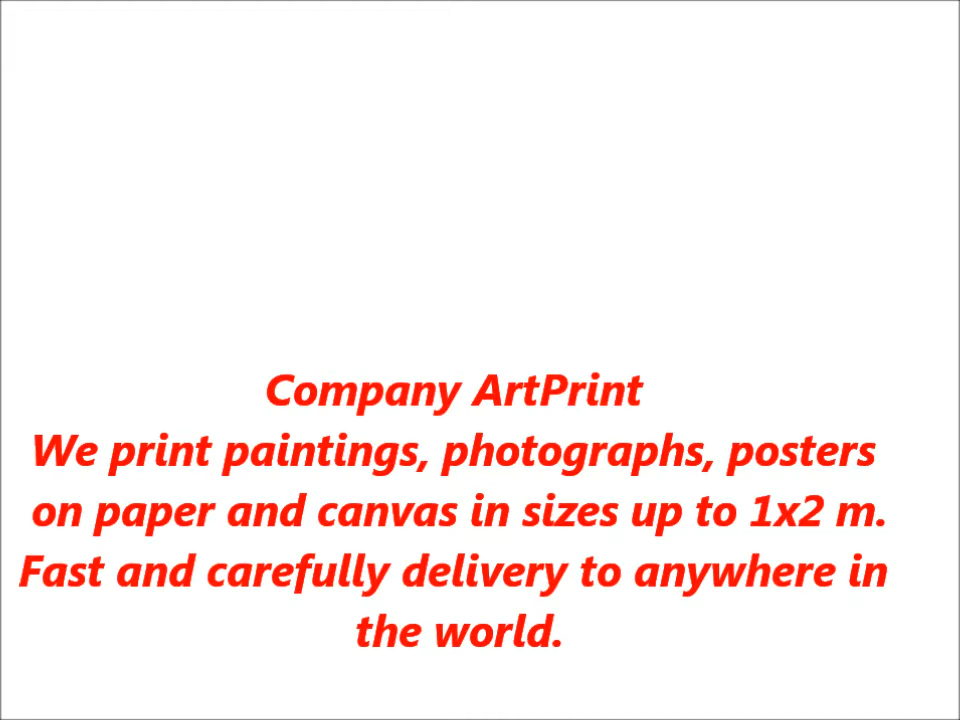 Company ArtPrint
We print paintings, photographs, posters
on paper and canvas in sizes up to 1x2 m.
Fast and carefully delivery to anywhere in
the world.